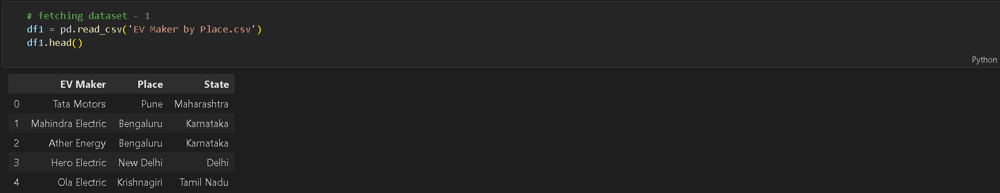 # fetching dataset - 1
df1 = pd.read_csv('EV Maker by Place.csv')
df1.head()
Python
EV Maker Place State
0 Tata Motors Pune Maharashtra
1 Mahindra Electric Bengaluru Karnataka
2 Ather Energy Bengaluru Karnataka
3 Hero Electric New Delhi Delhi
4 Ola Electric Krishnagiri Tamil Nadu